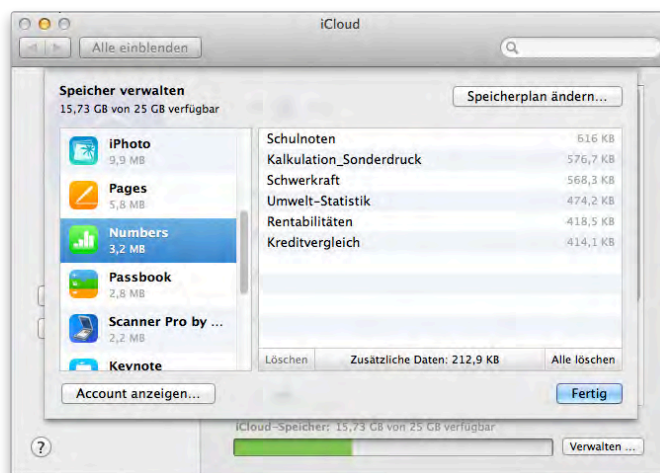 iCloud
Alle einblenden
Speicher verwalten
15,73 GB von 25 GB verfügbar
Speicherplan ändern...
iPhoto
9,9 MB
Pages
5,8 MB
Numbers
3,2 MB
Passbook
2,8 MB
Scanner Pro by ...
2,2 MB
Keynote
Schulnoten 616 KB
Kalkulation_Sonderdruck 576,7 KB
Schwerkraft 568,3 KB
Umwelt-Statistik 474,2 KB
Rentabilitäten 418,5 KB
Kreditvergleich 414,1 KB
Löschen Zusätzliche Daten: 212,9 KB Alle löschen
Account anzeigen... Fertig
iCloud-Speicher: 15,73 GB von 25 GB verfügbar
? Verwalten ...